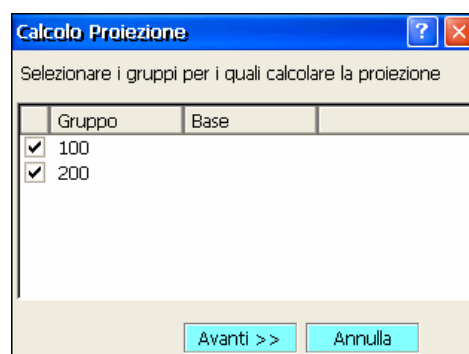 Calcolo Proiezione ?
Selezionare i gruppi per i quali calcolare la proiezione
Gruppo Base
100
200
Avanti >> Annulla